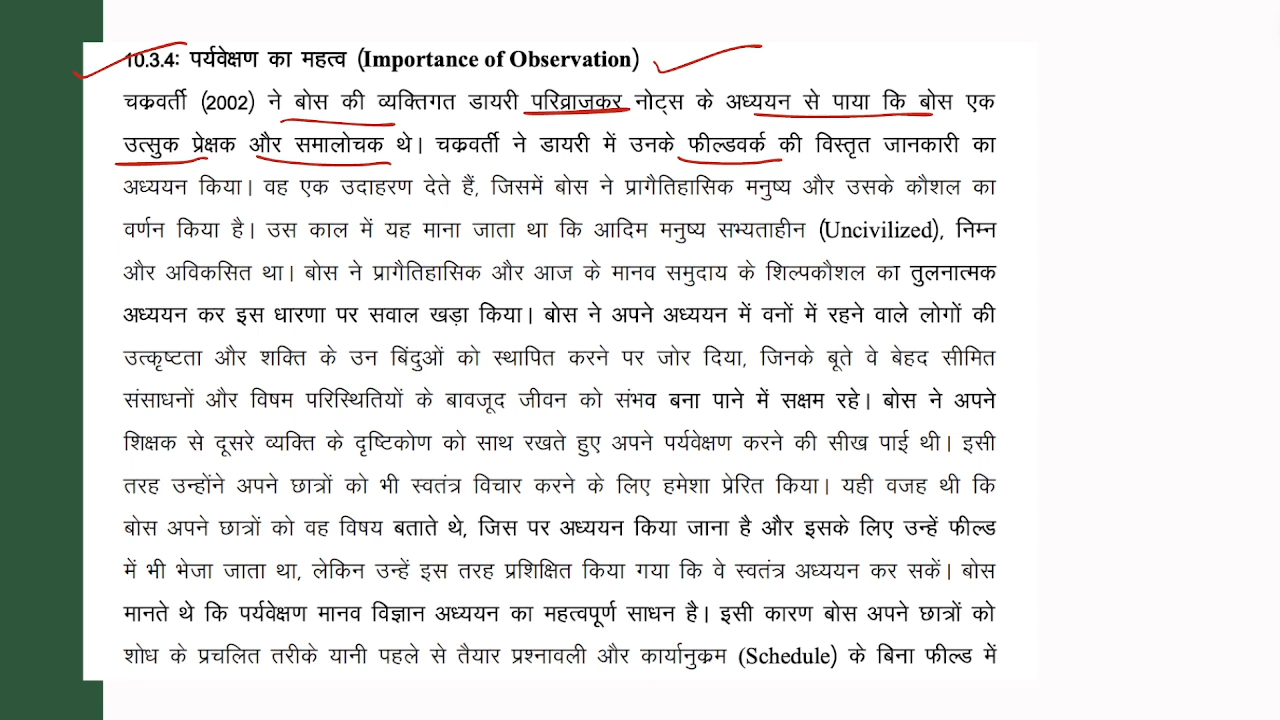 10.3.4: पर्यवेक्षण का महत्व (Importance of Observation)
चक्रवर्ती (2002) ने बोस की व्यक्तिगत डायरी परिव्राजकर नोट्स के अध्ययन से पाया कि बोस एक
उत्सुक प्रेक्षक और समालोचक थे। चक्रवर्ती ने डायरी में उनके फील्डवर्क की विस्तृत जानकारी का
अध्ययन किया। वह एक उदाहरण देते हैं, जिसमें बोस ने प्रागैतिहासिक मनुष्य और उसके कौशल का
वर्णन किया है। उस काल में यह माना जाता था कि आदिम मनुष्य सभ्यताहीन (Uncivilized), निम्न
और अविकसित था। बोस ने प्रागैतिहासिक और आज के मानव समुदाय के शिल्पकौशल का तुलनात्मक
अध्ययन कर इस धारणा पर सवाल खड़ा किया। बोस ने अपने अध्ययन में वनों में रहने वाले लोगों की
उत्कृष्टता और शक्ति के उन बिंदुओं को स्थापित करने पर जोर दिया, जिनके बूते वे बेहद सीमित
संसाधनों और विषम परिस्थितियों के बावजूद जीवन को संभव बना पाने में सक्षम रहे। बोस ने अपने
शिक्षक से दूसरे व्यक्ति के दृष्टिकोण को साथ रखते हुए अपने पर्यवेक्षण करने की सीख पाई थी। इसी
तरह उन्होंने अपने छात्रों को भी स्वतंत्र विचार करने के लिए हमेशा प्रेरित किया। यही वजह थी कि
बोस अपने छात्रों को वह विषय बताते थे, जिस पर अध्ययन किया जाना है और इसके लिए उन्हें फील्ड
में भी भेजा जाता था, लेकिन उन्हें इस तरह प्रशिक्षित किया गया कि वे स्वतंत्र अध्ययन कर सकें। बोस
मानते थे कि पर्यवेक्षण मानव विज्ञान अध्ययन का महत्वपूर्ण साधन है। इसी कारण बोस अपने छात्रों को
शोध के प्रचलित तरीके यानी पहले से तैयार प्रश्नावली और कार्यानुक्रम (Schedule) के बिना फील्ड में